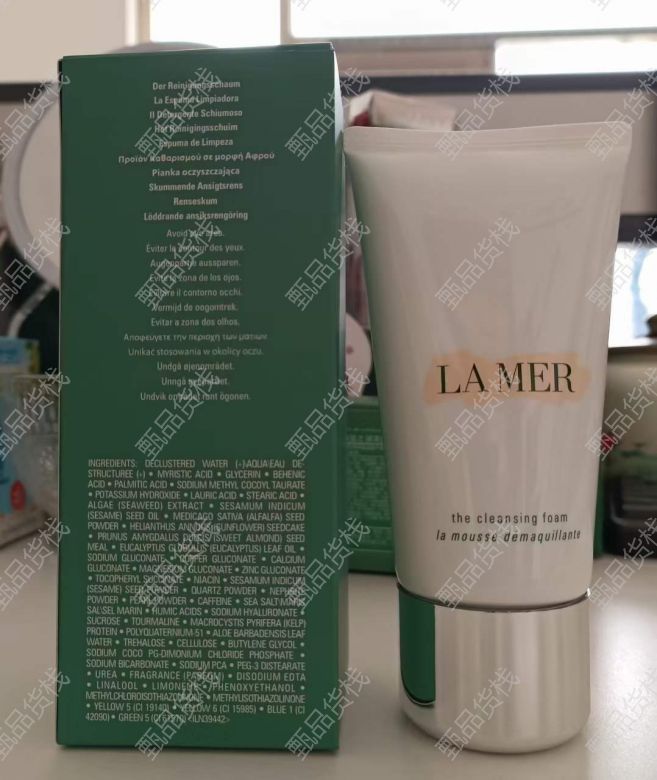 Der Reinigungsschaum
La Espuma Limpiadora
Il Detergente Schiumoso
Het Reinigingsschuim
Espuma de Limpeza
Προϊόν Καθαρισμού σε μορφή Αφρού
Pianka oczyszczająca
Skummende Ansigtsrens
Renseskum
Löddrande ansiksrengöring
Avoid eye area.
Éviter le contour des yeux.
Augenpartie aussparen.
Evite la zona de los ojos.
Evitare il contorno occhi.
Vermijd de oogomtrek.
Evitar a zona dos olhos.
Αποφεύγετε την περιοχή των ματιών
Unikać stosowania w okolicy oczu.
Undgå øjenområdet.
Unngå øyeområdet.
Undvik området runt ögonen.
INGREDIENTS: DECLUSTERED WATER (-)\AQUA\EAU DE-
STRUCTUREE (-) • MYRISTIC ACID • GLYCERIN • BEHENIC
ACID • PALMITIC ACID • SODIUM METHYL COCOYL TAURATE
• POTASSIUM HYDROXIDE • LAURIC ACID • STEARIC ACID •
ALGAE (SEAWEED) EXTRACT • SESAMUM INDICUM
(SESAME) SEED OIL • MEDICAGO SATIVA (ALFALFA) SEED
POWDER • HELIANTHUS ANNUUS (SUNFLOWER) SEEDCAKE
• PRUNUS AMYGDALUS DULCIS (SWEET ALMOND) SEED
MEAL • EUCALYPTUS GLOBULUS (EUCALYPTUS) LEAF OIL •
SODIUM GLUCONATE • COPPER GLUCONATE • CALCIUM
GLUCONATE • MAGNESIUM GLUCONATE • ZINC GLUCONATE
• TOCOPHERYL SUCCINATE • NIACIN • SESAMUM INDICUM
(SESAME) SEED POWDER • QUARTZ POWDER • NEPHRITE
POWDER • PEARL POWDER • CAFFEINE • SEA SALT\MARIS
SAL\SEL MARIN • HUMIC ACIDS • SODIUM HYALURONATE •
SUCROSE • TOURMALINE • MACROCYSTIS PYRIFERA (KELP)
PROTEIN • POLYQUATERNIUM-51 • ALOE BARBADENSIS LEAF
WATER • TREHALOSE • CELLULOSE • BUTYLENE GLYCOL •
SODIUM COCO PG-DIMONIUM CHLORIDE PHOSPHATE •
SODIUM BICARBONATE • SODIUM PCA • PEG-3 DISTEARATE
• UREA • FRAGRANCE (PARFUM) • DISODIUM EDTA
• LINALOOL • LIMONENE • PHENOXYETHANOL •
METHYLCHLOROISOTHIAZOLINONE • METHYLISOTHIAZOLINONE
• YELLOW 5 (CI 19140) • YELLOW 6 (CI 15985) • BLUE 1 (CI
42090) • GREEN 5 (CI 61570) <ILN39442>
LA MER
the cleansing foam
la mousse démaquillante
甄品货栈